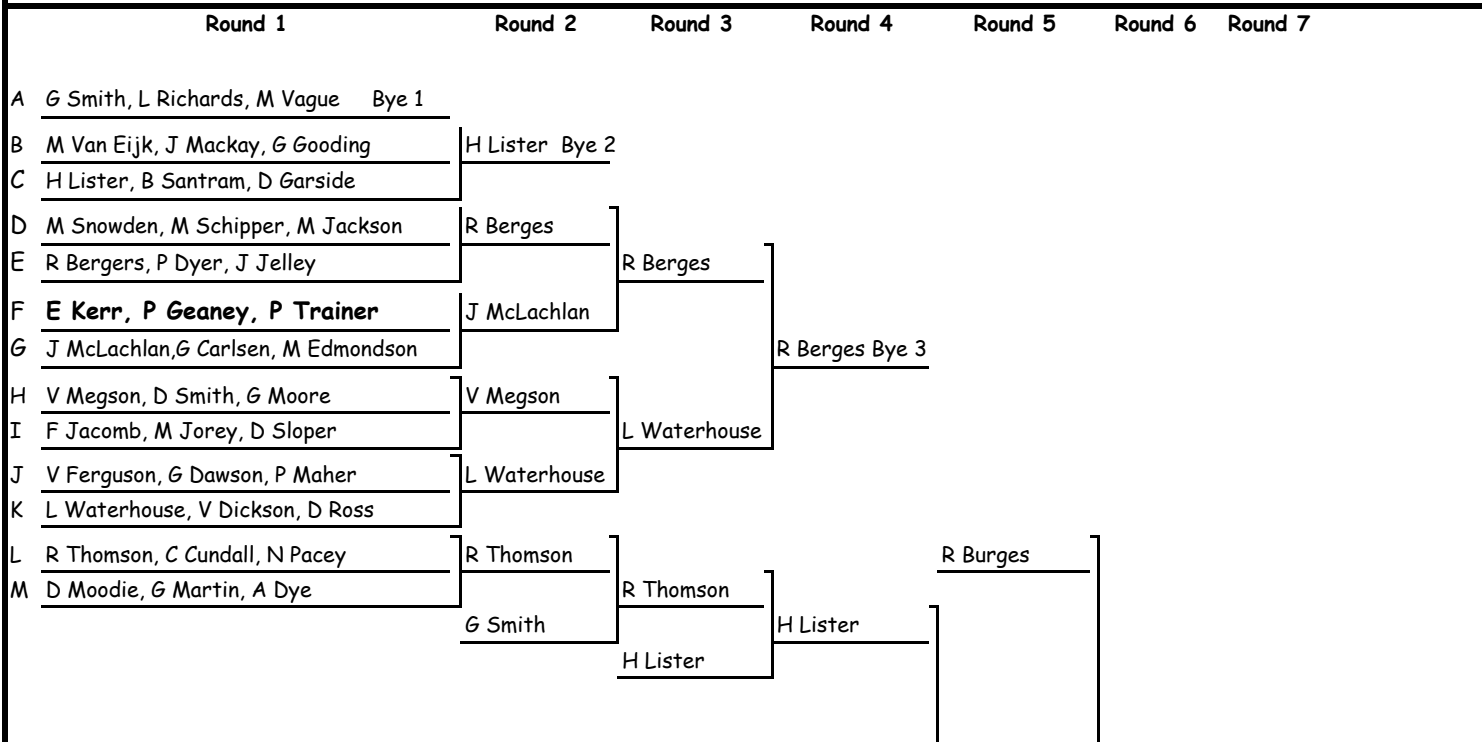 Round 1 Round 2 Round 3 Round 4 Round 5 Round 6 Round 7
A G Smith, L Richards, M Vague Bye 1
B M Van Eijk, J Mackay, G Gooding H Lister Bye 2
C H Lister, B Santram, D Garside
D M Snowden, M Schipper, M Jackson R Berges
E R Bergers, P Dyer, J Jelley R Berges
F E Kerr, P Geaney, P Trainer J McLachlan
G J McLachlan,G Carlsen, M Edmondson R Berges Bye 3
H V Megson, D Smith, G Moore V Megson
I F Jacomb, M Jorey, D Sloper L Waterhouse
J V Ferguson, G Dawson, P Maher L Waterhouse
K L Waterhouse, V Dickson, D Ross
L R Thomson, C Cundall, N Pacey R Thomson R Burges
M D Moodie, G Martin, A Dye R Thomson
G Smith H Lister
H Lister